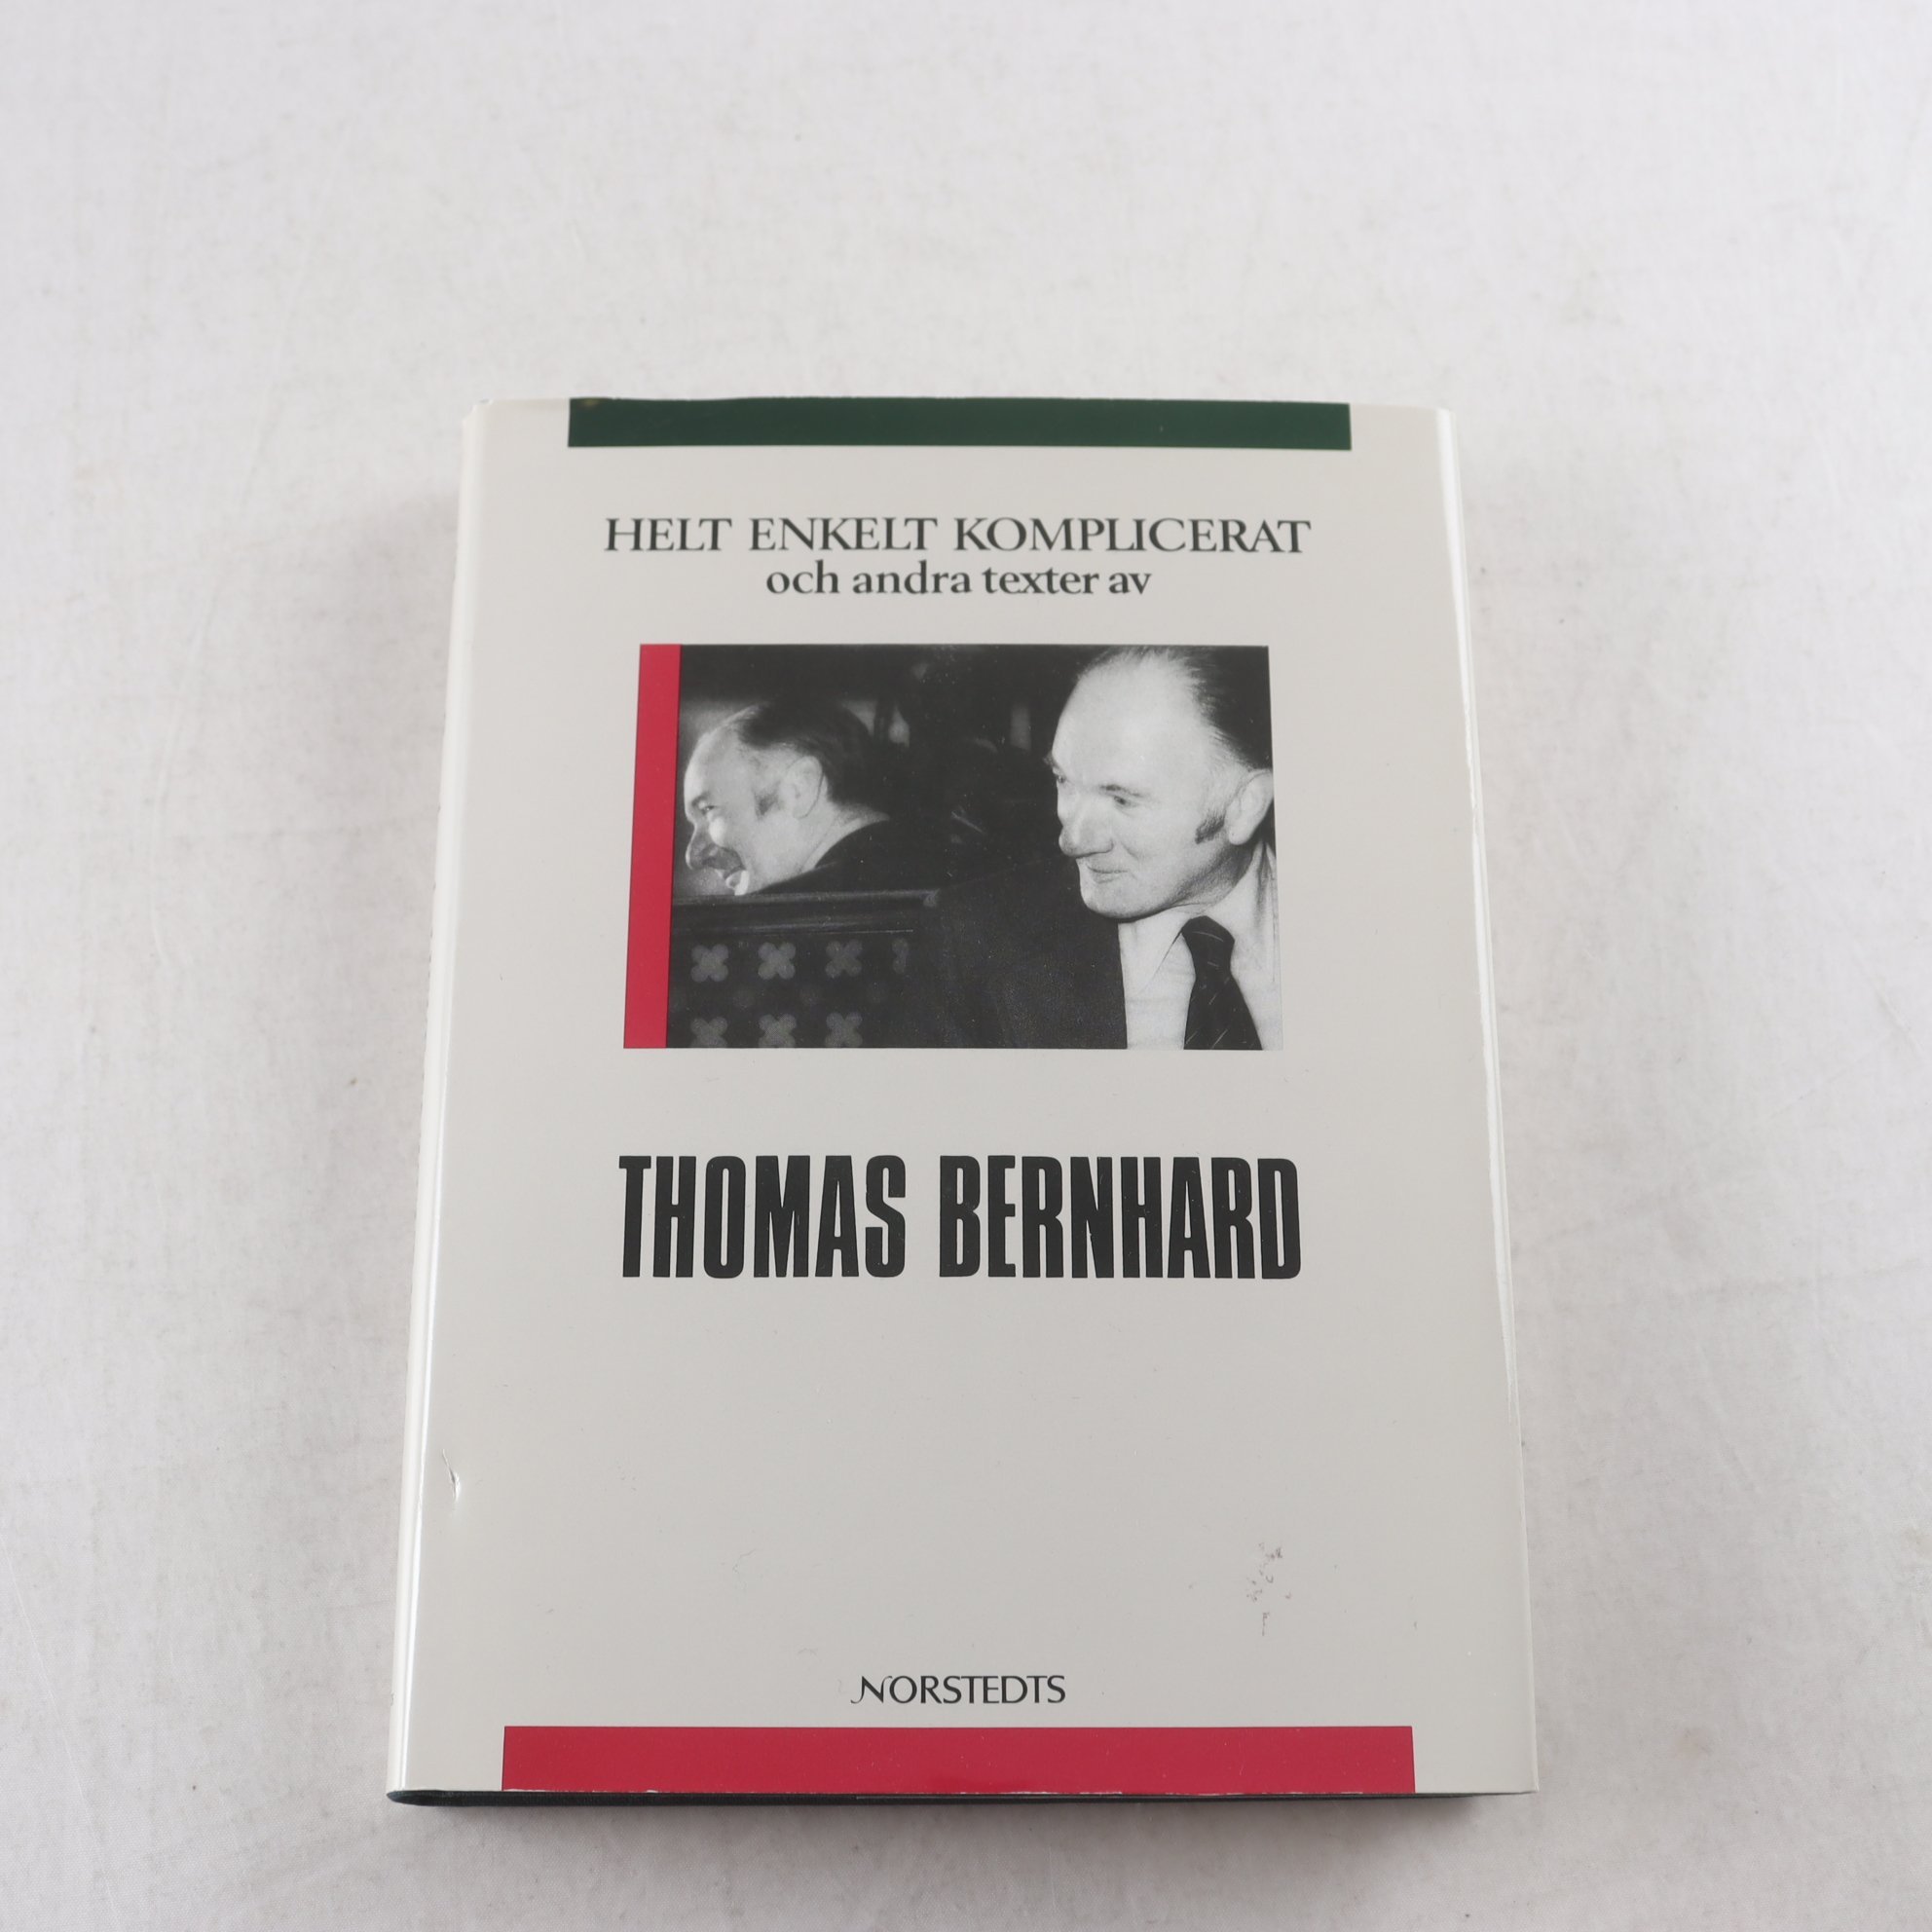 HELT ENKELT KOMPLICERAT
och andra texter av
THOMAS BERNHARD
NORSTEDTS